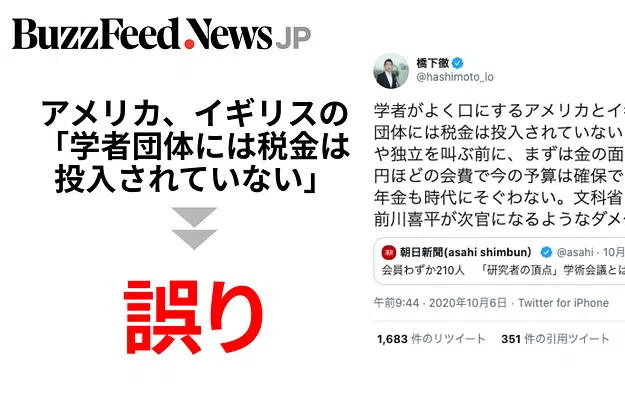 BuzzFeed.News JP
アメリカ、イギリスの
「学者団体には税金は
投入されていない」
誤り
橋下徹
@hashimoto_lo
学者がよく口にするアメリカとイ
団体には税金は投入されていない
や独立を叫ぶ前に、まずは金の面
円ほどの会費で今の予算は確保で
年金も時代にそぐわない。文科省
前川喜平が次官になるようなダメ
朝日新聞(asahi shimbun) @asahi · 10月
会員わずか210人 「研究者の頂点」学術会議とは
午前9:44 · 2020年10月6日 · Twitter for iPhone
1,683 件のリツイート 351 件の引用ツイート